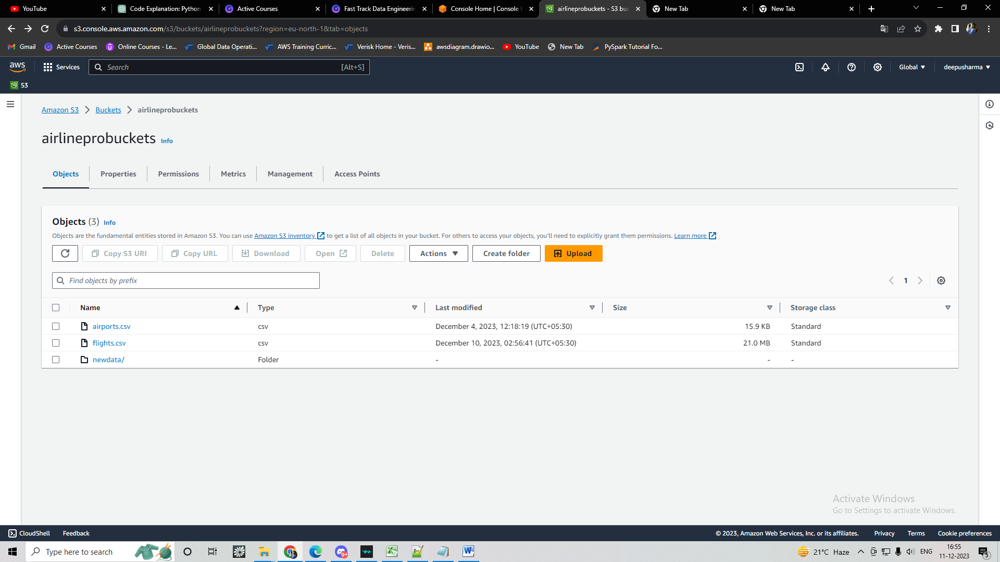 YouTube
Code Explanation: Python
Active Courses
Fast Track Data Engineerin
Console Home | Console H
airlineprobuckets - S3 buc
New Tab
New Tab
s3.console.aws.amazon.com/s3/buckets/airlineprobuckets?region=eu-north-1&tab=objects
Gmail
Active Courses
Online Courses - Le...
Global Data Operati...
AWS Training Curric...
Verisk Home - Veris...
awsdiagram.drawio...
YouTube
New Tab
PySpark Tutorial Fo...
aws
Services
Search
[Alt+S]
Global
deepusharma
S3
Amazon S3
Buckets
airlineprobuckets
airlineprobuckets Info
Objects
Properties
Permissions
Metrics
Management
Access Points
Objects (3) Info
Objects are the fundamental entities stored in Amazon S3. You can use Amazon S3 inventory to get a list of all objects in your bucket. For others to access your objects, you'll need to explicitly grant them permissions. Learn more
Copy S3 URI
Copy URL
Download
Open
Delete
Actions
Create folder
Upload
Find objects by prefix
1
Name Type Last modified Size Storage class
airports.csv csv December 4, 2023, 12:18:19 (UTC+05:30) 15.9 KB Standard
flights.csv csv December 10, 2023, 02:56:41 (UTC+05:30) 21.0 MB Standard
newdata/ Folder - - -
Activate Windows
Go to Settings to activate Windows.
CloudShell
Feedback
© 2023, Amazon Web Services, Inc. or its affiliates.
Privacy
Terms
Cookie preferences
Type here to search
9+
21°C Haze
ENG
16:55
11-12-2023
5